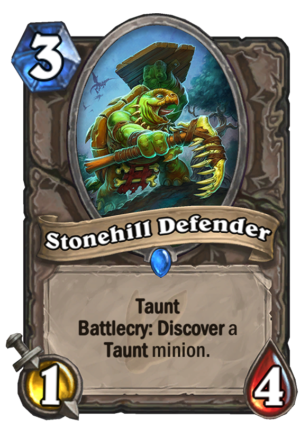 3
Stonehill Defender
Taunt
Battlecry: Discover a
Taunt minion.
1
4